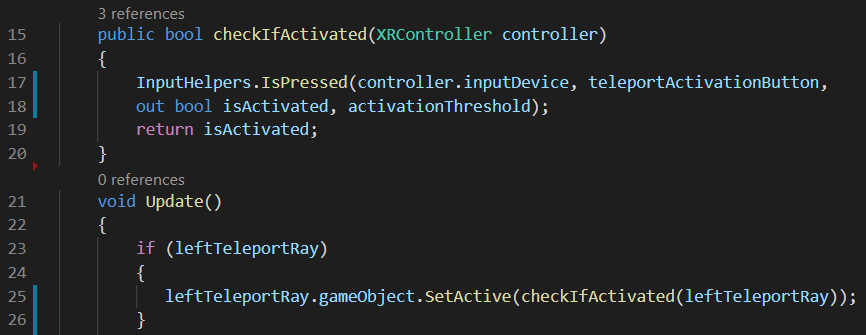 3 references
15 public bool checkIfActivated(XRController controller)
16 {
17 InputHelpers.IsPressed(controller.inputDevice, teleportActivationButton,
18 out bool isActivated, activationThreshold);
19 return isActivated;
20 }
0 references
21 void Update()
22 {
23 if (leftTeleportRay)
24 {
25 leftTeleportRay.gameObject.SetActive(checkIfActivated(leftTeleportRay));
26 }